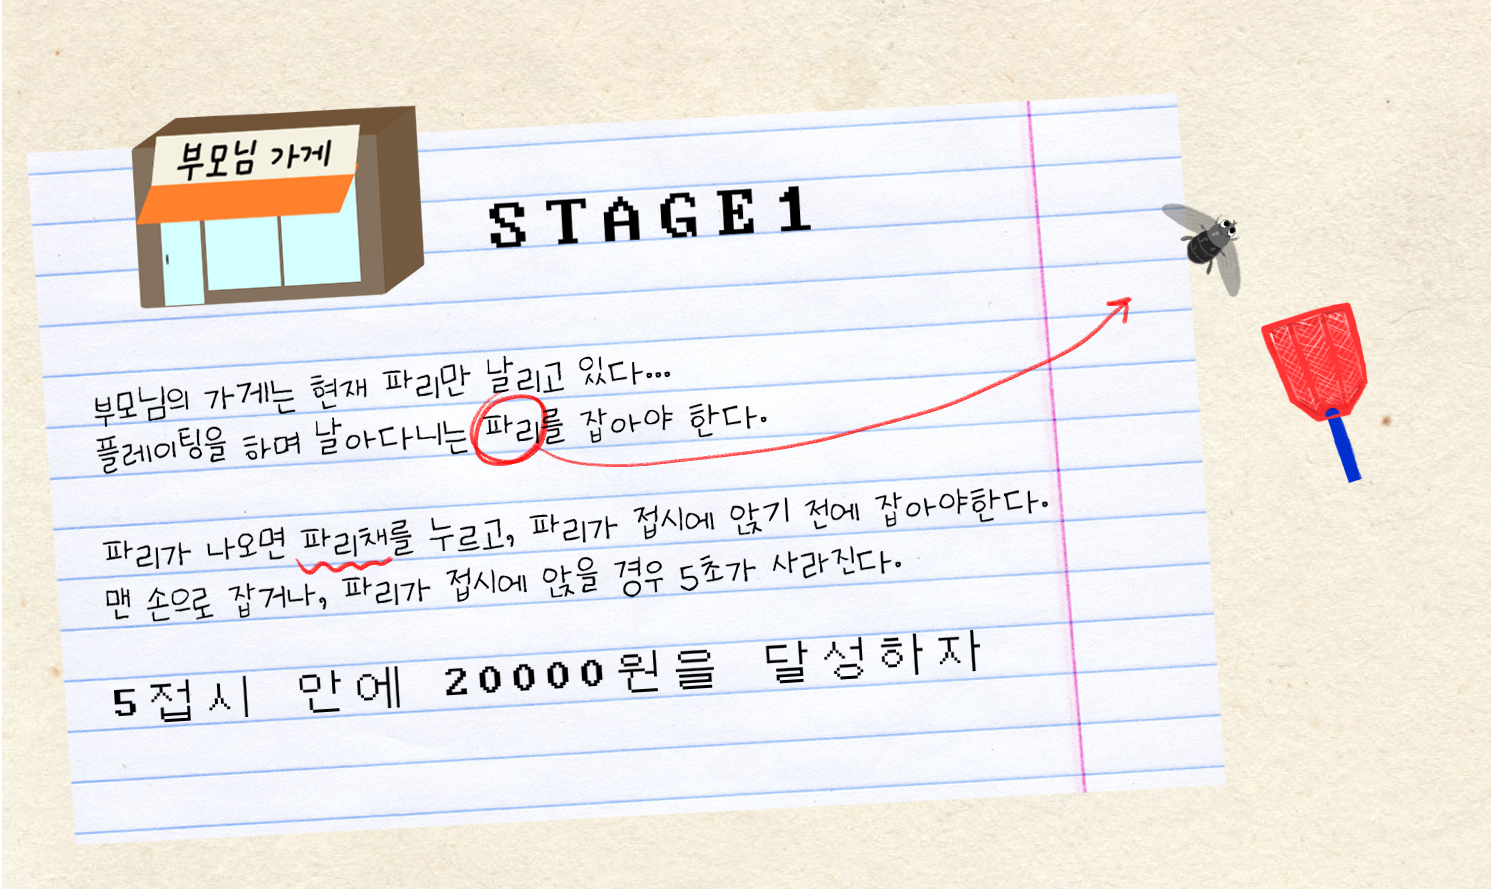 부모님 가게
STAGE1
부모님의 가게는 현재 파리만 날리고 있다...
플레이팅을 하며 날아다니는 파리를 잡아야 한다.
파리가 나오면 파리채를 누르고, 파리가 접시에 앉기 전에 잡아야한다.
맨 손으로 잡거나, 파리가 접시에 앉을 경우 5초가 사라진다.
5접시 안에 20000원을 달성하자